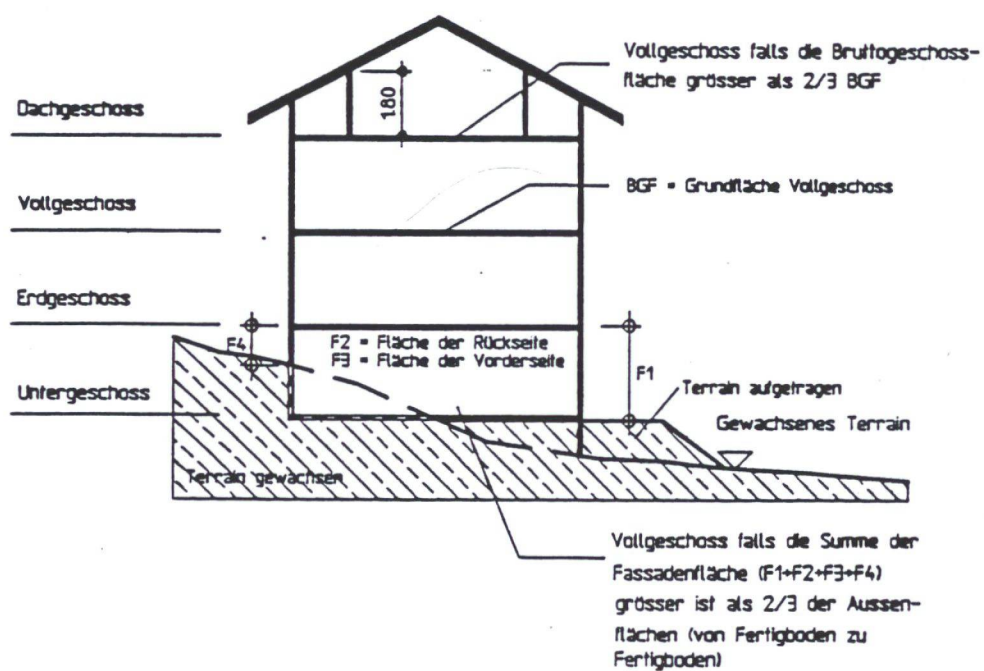 Vollgeschoss falls die Bruttogeschoss-
fläche grösser als 2/3 BGF
Dachgeschoss
1.80
BGF = Grundfläche Vollgeschoss
Vollgeschoss
Erdgeschoss
F2 = Fläche der Rückseite
F3 = Fläche der Vorderseite
F4
F1
Untergeschoss
Terrain aufgetragen
Gewachsenes Terrain
Terrain gewachsen
Vollgeschoss falls die Summe der
Fassadenfläche (F1+F2+F3+F4)
grösser ist als 2/3 der Aussen-
flächen (von Fertigboden zu
Fertigboden)